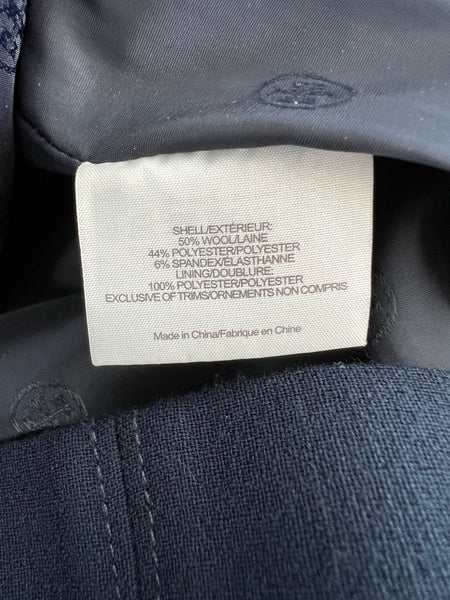 SHELL/EXTÉRIEUR:
50% WOOL/LAINE
44% POLYESTER/POLYESTER
6% SPANDEX/ÉLASTHANNE
LINING/DOUBLURE:
100% POLYESTER/POLYESTER
EXCLUSIVE OF TRIMS/ORNEMENTS NON COMPRIS
Made in China/Fabriqué en Chine